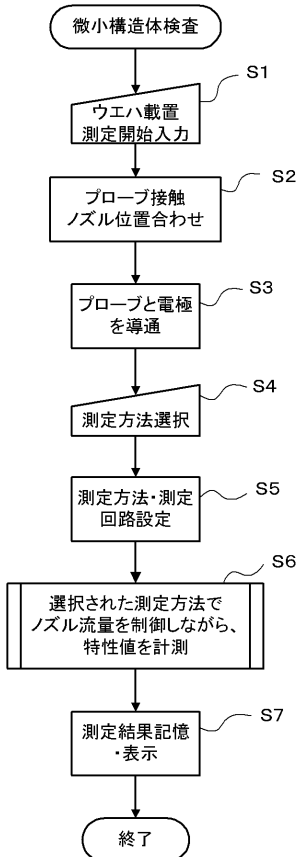 微小構造体検査
S1
ウエハ載置
測定開始入力
S2
プローブ接触
ノズル位置合わせ
S3
プローブと電極
を導通
S4
測定方法選択
S5
測定方法・測定
回路設定
S6
選択された測定方法で
ノズル流量を制御しながら、
特性値を計測
S7
測定結果記憶
・表示
終了